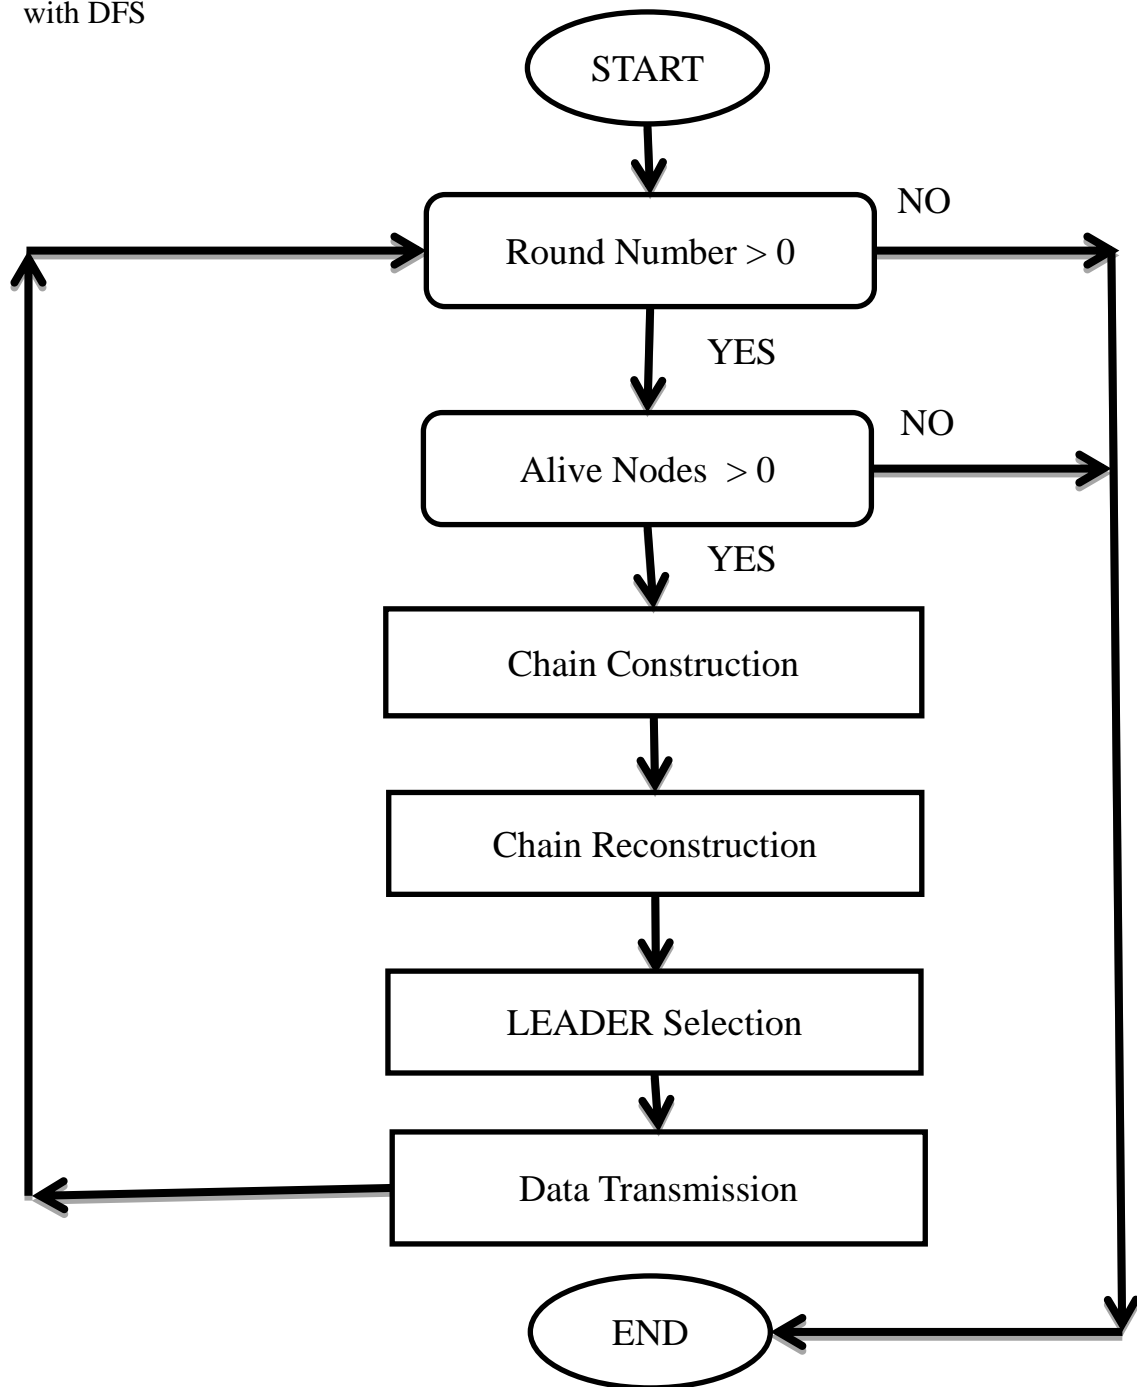 with DFS
START
NO
Round Number > 0
YES
NO
Alive Nodes  > 0
YES
Chain Construction
Chain Reconstruction
LEADER Selection
Data Transmission
END